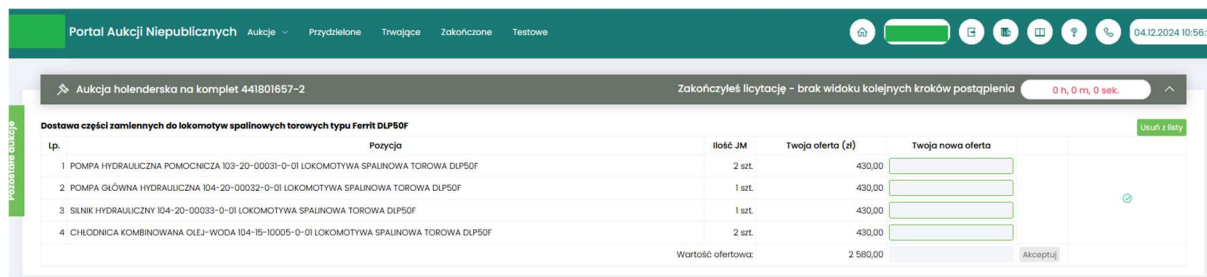 Portal Aukcji Niepublicznych Aukcje Przydzielone Trwające Zakończone Testowe 04.12.2024 10:56:
Aukcja holenderska na komplet 441801657-2 Zakończyłeś licytację - brak widoku kolejnych kroków postąpienia 0 h, 0 m, 0 sek.
Pozostałe aukcje
Dostawa części zamiennych do lokomotyw spalinowych torowych typu Ferrit DLP50F Usuń z listy
Lp. Pozycja Ilość JM Twoja oferta (zł) Twoja nowa oferta
1 POMPA HYDRAULICZNA POMOCNICZA 103-20-00031-0-01 LOKOMOTYWA SPALINOWA TOROWA DLP50F 2 szt. 430,00
2 POMPA GŁÓWNA HYDRAULICZNA 104-20-00032-0-01 LOKOMOTYWA SPALINOWA TOROWA DLP50F 1 szt. 430,00
3 SILNIK HYDRAULICZNY 104-20-00033-0-01 LOKOMOTYWA SPALINOWA TOROWA DLP50F 1 szt. 430,00
4 CHŁODNICA KOMBINOWANA OLEJ-WODA 104-15-10005-0-01 LOKOMOTYWA SPALINOWA TOROWA DLP50F 2 szt. 430,00
Wartość ofertowa: 2 580,00 Akceptuj